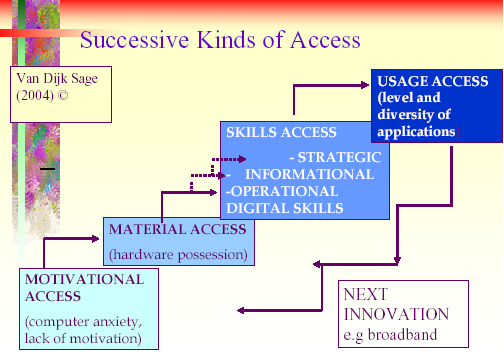 Successive Kinds of Access
Van Dijk Sage
(2004) ©
USAGE ACCESS
(level and
diversity of
applications)
SKILLS ACCESS
- STRATEGIC
- INFORMATIONAL
-OPERATIONAL
DIGITAL SKILLS
MATERIAL ACCESS
(hardware possession)
MOTIVATIONAL
ACCESS
(computer anxiety,
lack of motivation)
NEXT
INNOVATION
e.g broadband